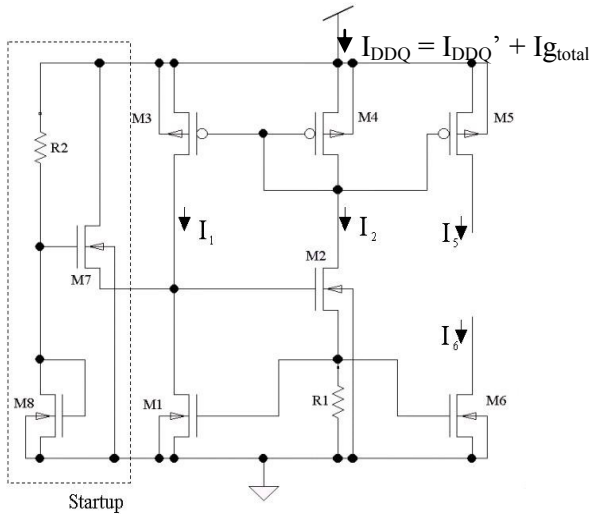 I_DDQ = I_DDQ’ + Ig_total
M3
M4
M5
R2
I_1
I_2
I_5
M2
M7
I_6
M8
M1
R1
M6
Startup